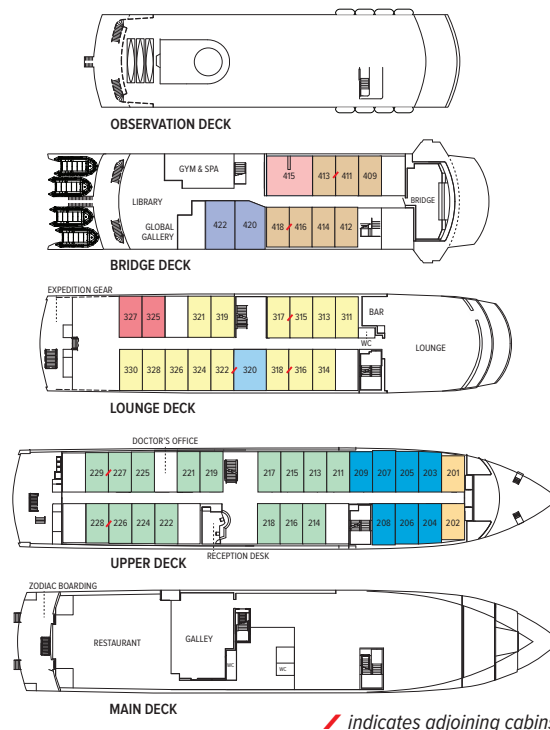 OBSERVATION DECK
GYM & SPA
415
413
411
409
LIBRARY
BRIDGE
GLOBAL
GALLERY
422
420
418
416
414
412
BRIDGE DECK
EXPEDITION GEAR
327
325
321
319
317
315
313
311
BAR
WC
LOUNGE
330
328
326
324
322
320
318
316
314
LOUNGE DECK
DOCTOR'S OFFICE
229
227
225
221
219
217
215
213
211
209
207
205
203
201
228
226
224
222
218
216
214
208
206
204
202
RECEPTION DESK
UPPER DECK
ZODIAC BOARDING
RESTAURANT
GALLEY
WC
WC
MAIN DECK
indicates adjoining cabins